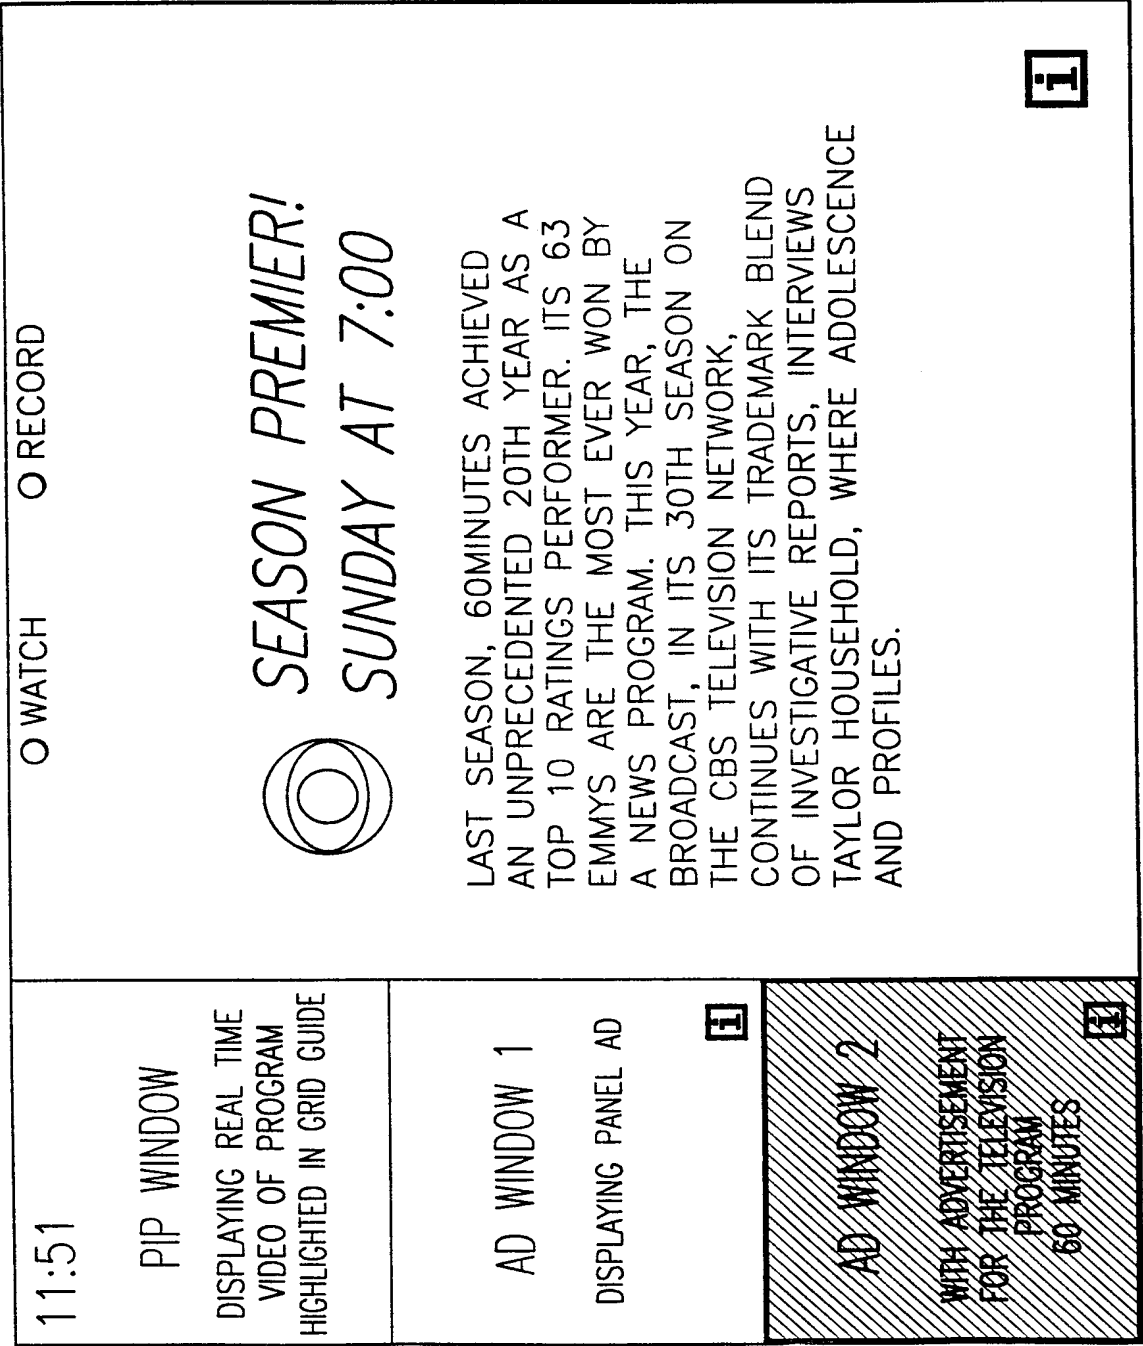 11:51
PIP WINDOW
DISPLAYING REAL TIME
VIDEO OF PROGRAM
HIGHLIGHTED IN GRID GUIDE
AD WINDOW 1
DISPLAYING PANEL AD
i
AD WINDOW 2
WITH ADVERTISEMENT
FOR THE TELEVISION
PROGRAM
60 MINUTES
i
O WATCH O RECORD
SEASON PREMIER!
SUNDAY AT 7:00
LAST SEASON, 60MINUTES ACHIEVED
AN UNPRECEDENTED 20TH YEAR AS A
TOP 10 RATINGS PERFORMER. ITS 63
EMMYS ARE THE MOST EVER WON BY
A NEWS PROGRAM. THIS YEAR, THE
BROADCAST, IN ITS 30TH SEASON ON
THE CBS TELEVISION NETWORK,
CONTINUES WITH ITS TRADEMARK BLEND
OF INVESTIGATIVE REPORTS, INTERVIEWS
TAYLOR HOUSEHOLD, WHERE ADOLESCENCE
AND PROFILES.
i